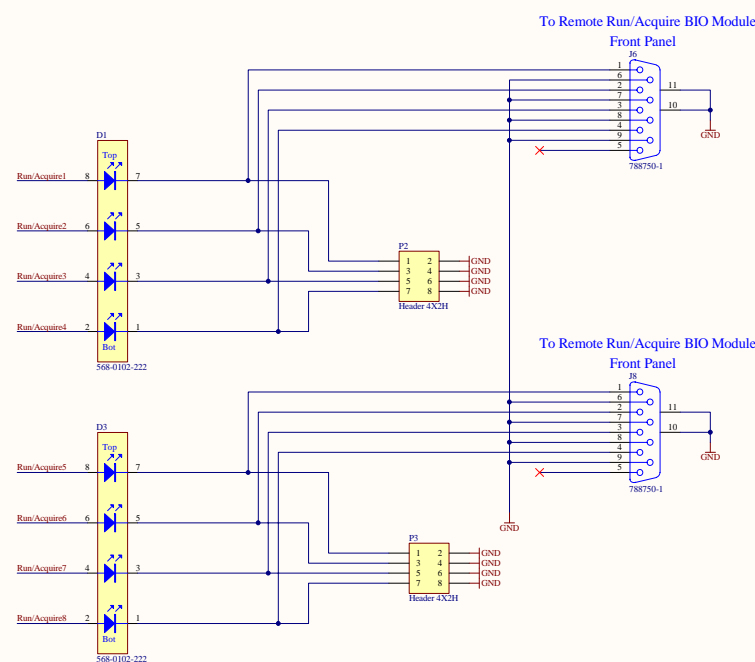 To Remote Run/Acquire BIO Module
Front Panel
J6
1
6
2
11
7
3
10
8
4
GND
9
5
788750-1
D1
Top
Run/Acquire1 8 7
Run/Acquire2 6 5
P2
1 2 GND
3 4 GND
Run/Acquire3 4 3
5 6 GND
7 8 GND
Header 4X2H
Run/Acquire4 2 1
Bot
568-0102-222
To Remote Run/Acquire BIO Module
Front Panel
J8
1
6
2
11
7
3
10
8
4
GND
9
5
788750-1
D3
Top
Run/Acquire5 8 7
Run/Acquire6 6 5
GND
P3
1 2 GND
3 4 GND
Run/Acquire7 4 3
5 6 GND
7 8 GND
Header 4X2H
Run/Acquire8 2 1
Bot
568-0102-222